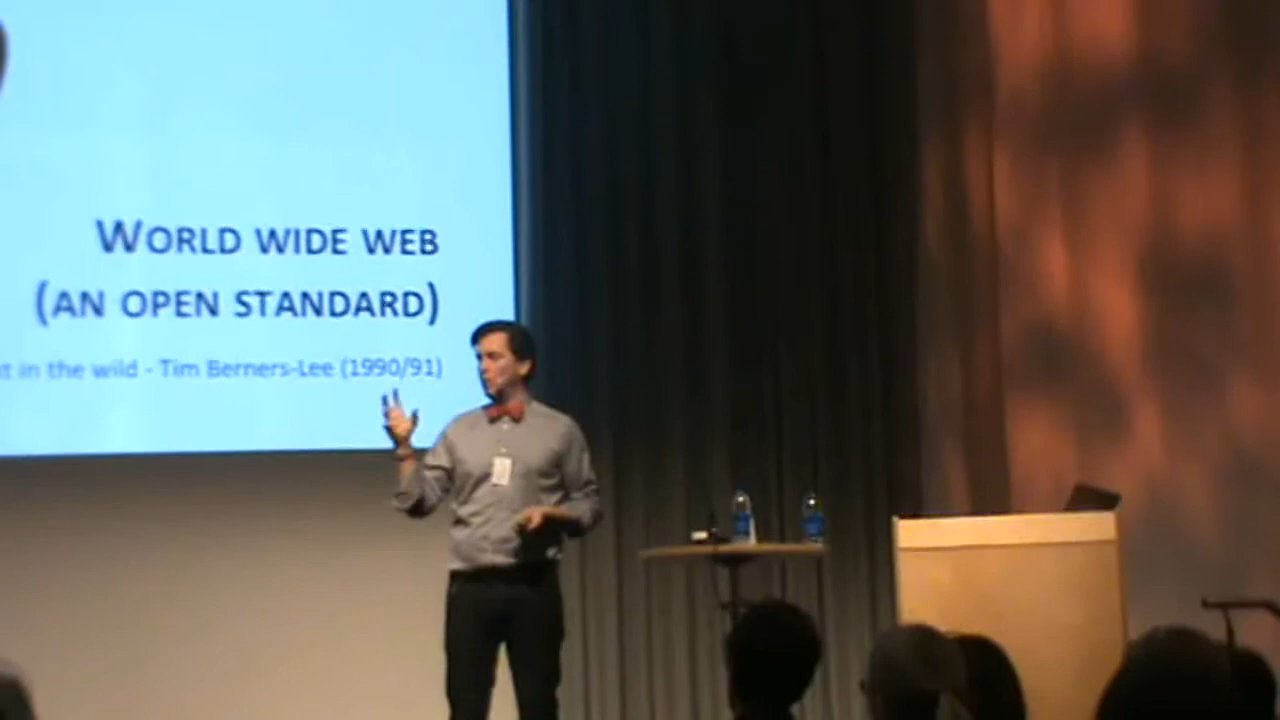 WORLD WIDE WEB
(AN OPEN STANDARD)
in the wild - Tim Berners-Lee (1990/91)